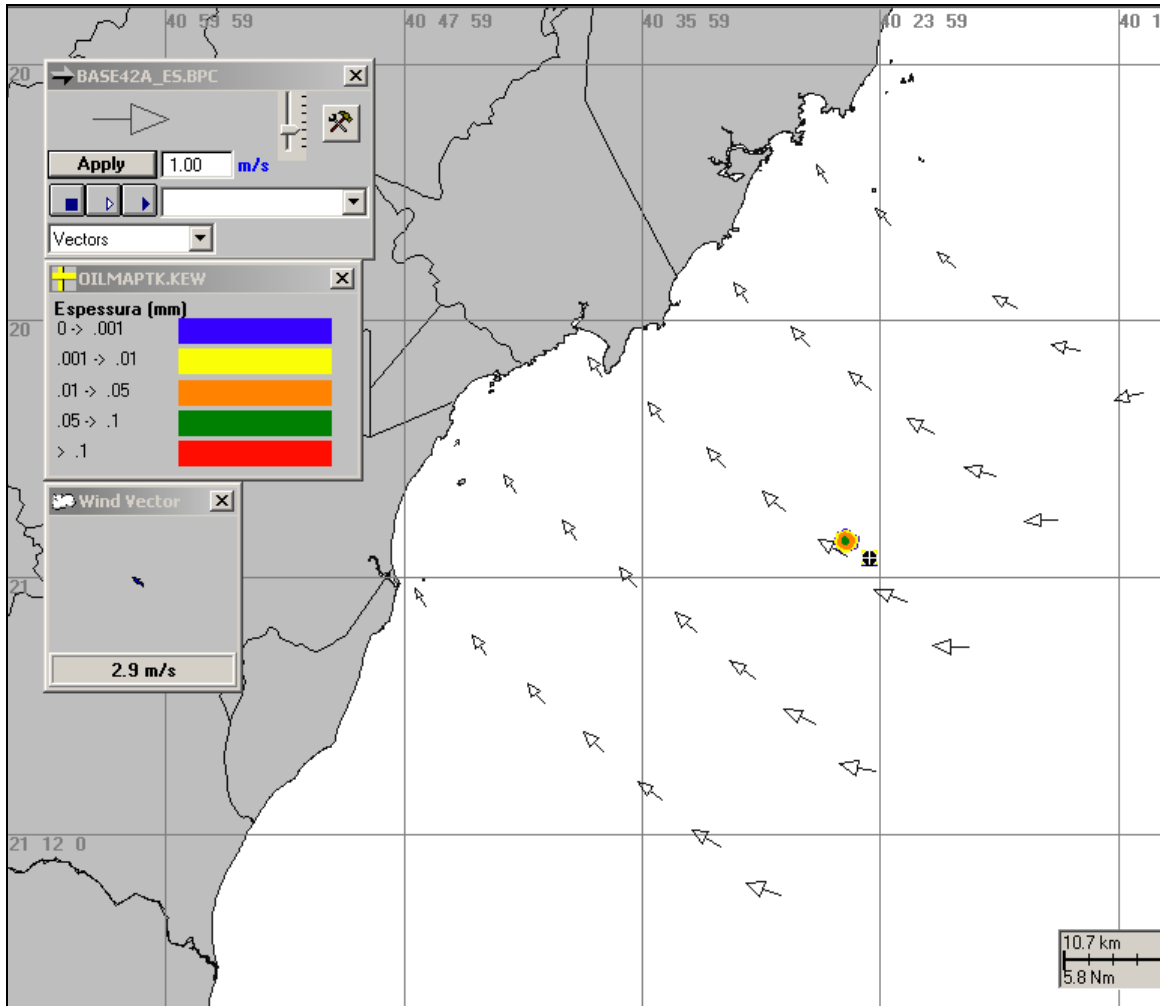 40 59 59
40 47 59
40 35 59
40 23 59
40 1
20
BASE42A_ES.BPC
Apply
1.00
m/s
Vectors
OILMAPTK.KEW
Espessura (mm)
0 -> .001
.001 -> .01
.01 -> .05
.05 -> .1
> .1
20
Wind Vector
2.9 m/s
21
21 12 0
10.7 km
5.8 Nm